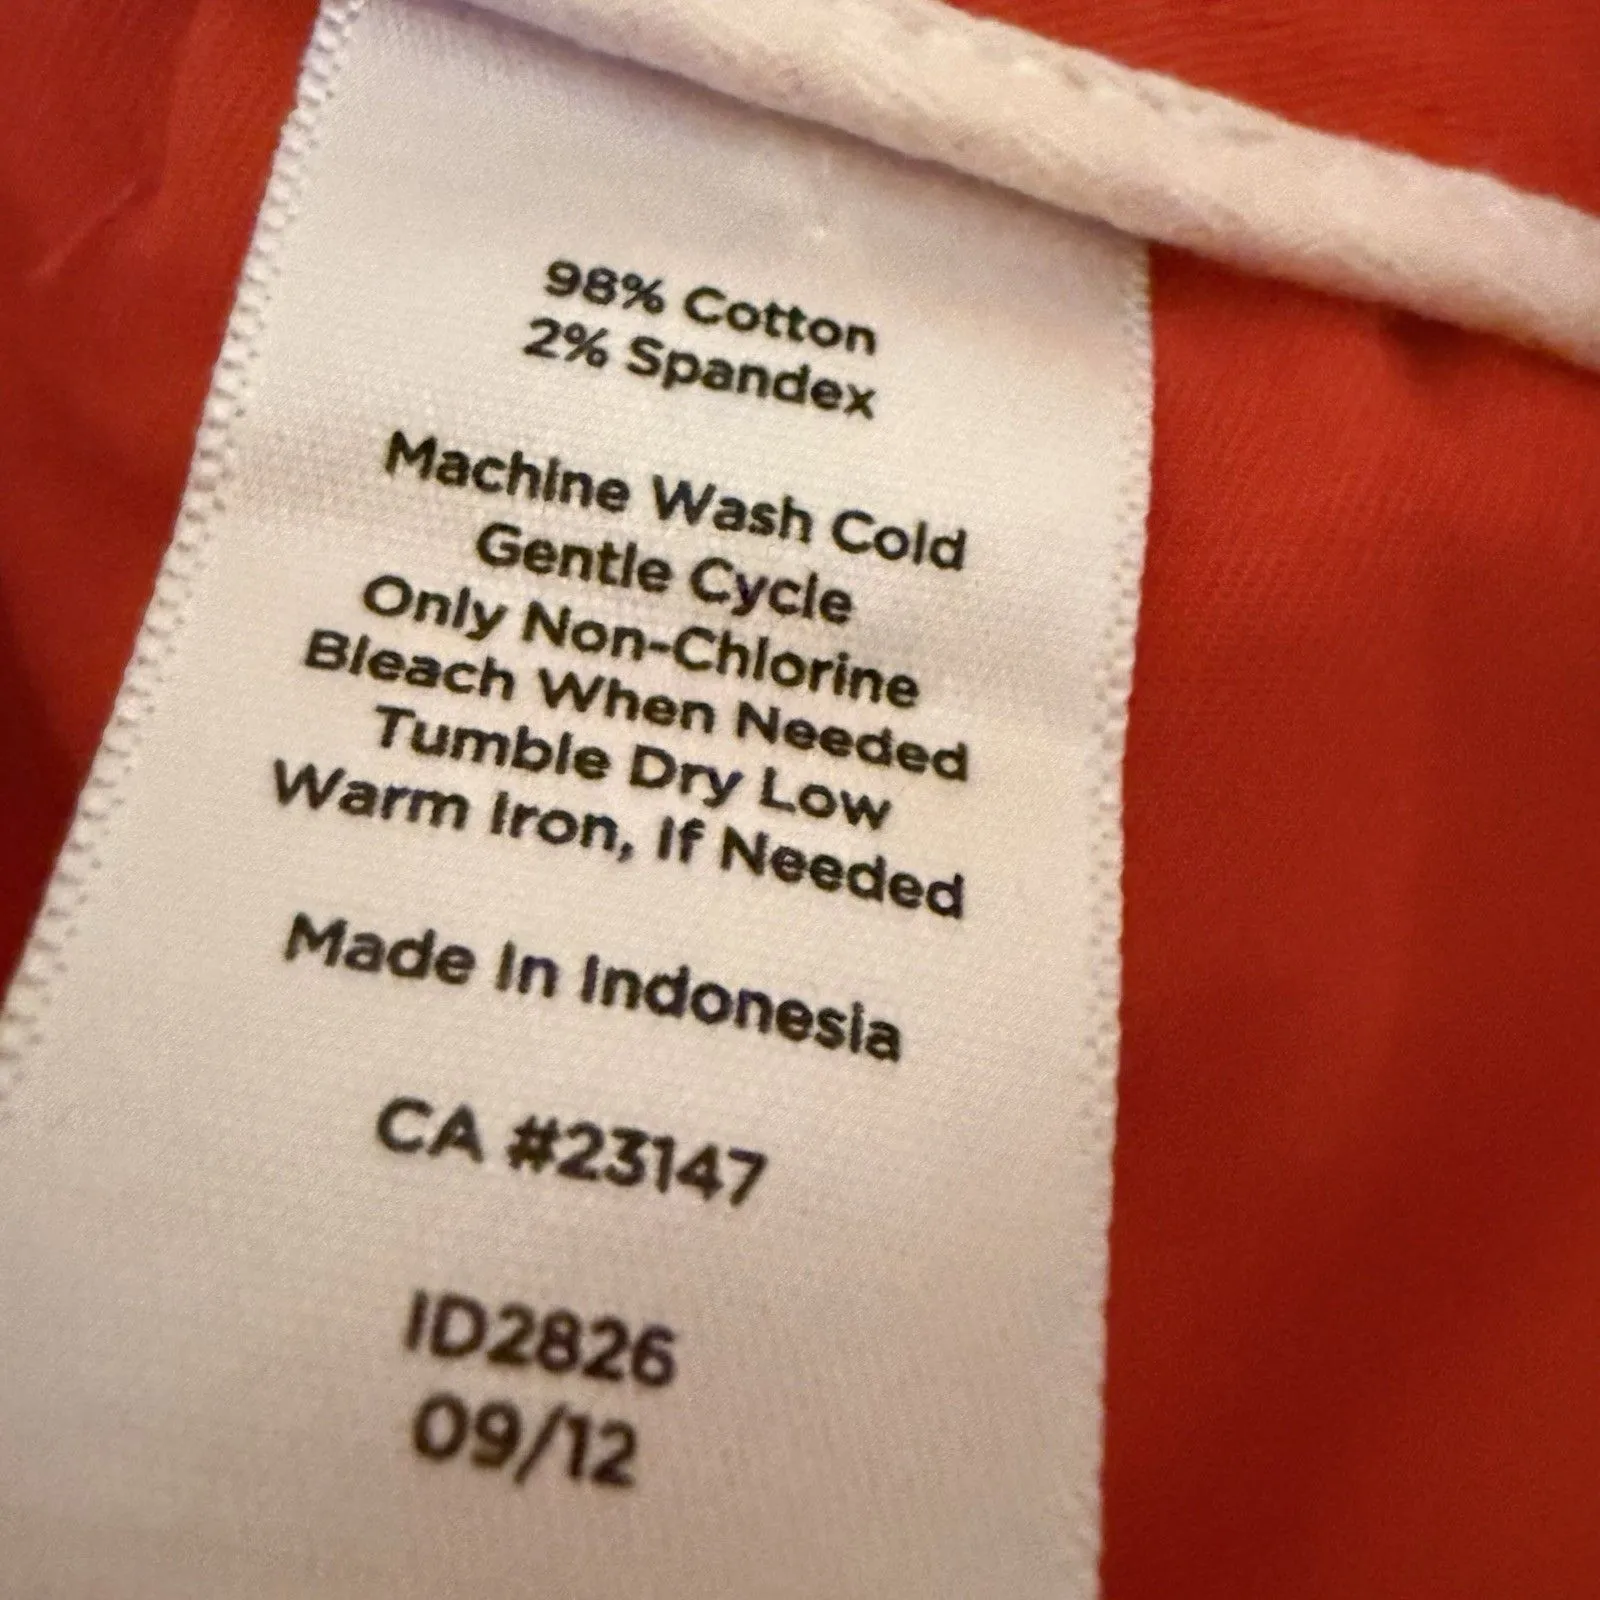 98% Cotton
2% Spandex
Machine Wash Cold
Gentle Cycle
Only Non-Chlorine
Bleach When Needed
Tumble Dry Low
Warm Iron, If Needed
Made In Indonesia
CA #23147
ID2826
09/12